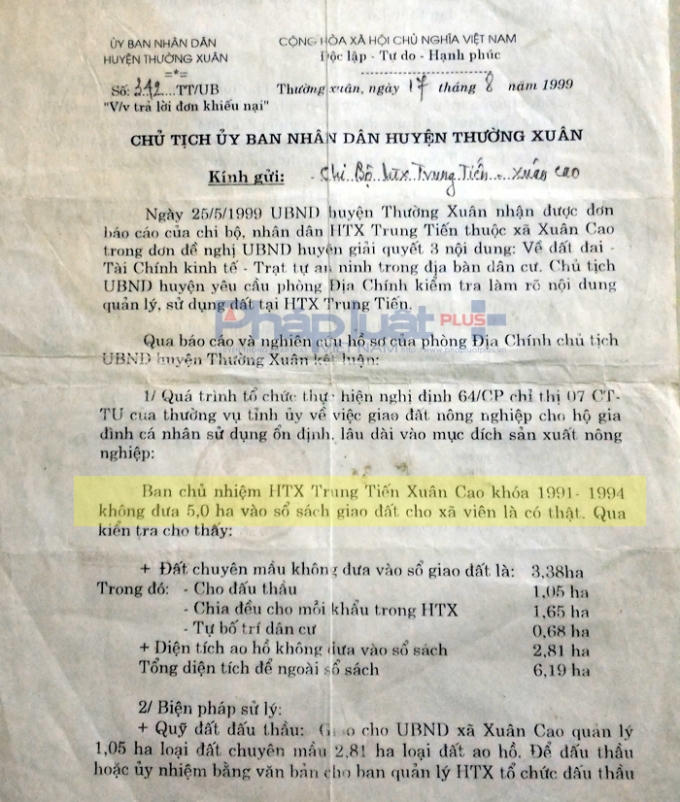 ỦY BAN NHÂN DÂN
HUYỆN THƯỜNG XUÂN
=*=
Số: 342 TT/UB
"V/v trả lời đơn khiếu nại"
CỘNG HÒA XÃ HỘI CHỦ NGHĨA VIỆT NAM
Độc lập - Tự do - Hạnh phúc
Thường xuân, ngày 17 tháng 8 năm 1999
CHỦ TỊCH ỦY BAN NHÂN DÂN HUYỆN THƯỜNG XUÂN
Kính gửi: - Chi Bộ htx Trung Tiến - xuân cao
Ngày 25/5/1999 UBND huyện Thường Xuân nhận được đơn
báo cáo của chi bộ, nhân dân HTX Trung Tiến thuộc xã Xuân Cao
trong đơn đề nghị UBND huyện giải quyết 3 nội dung: Về đất đai -
Tài Chính kinh tế - Trạt tự an ninh trong địa bàn dân cư. Chủ tịch
UBND huyện yêu cầu phòng Địa Chính kiểm tra làm rõ nội dung
quản lý, sử dụng đất tại HTX Trung Tiến.
Pháp luật PLUS+
VIỆT NAM
Qua báo cáo và nghiên cứu hồ sơ của phòng Địa Chính chủ tịch
UBND huyện Thường Xuân kết luận:
1/ Quá trình tổ chức thực hiện nghị định 64/CP chỉ thị 07 CT-
TU của thường vụ tỉnh ủy về việc giao đất nông nghiệp cho hộ gia
đình cá nhân sử dụng ổn định, lâu dài vào mục đích sản xuất nông
nghiệp:
Ban chủ nhiệm HTX Trung Tiến Xuân Cao khóa 1991- 1994
không đưa 5,0 ha vào sổ sách giao đất cho xã viên là có thật. Qua
kiển tra cho thấy:
+ Đất chuyên mầu không đưa vào sổ giao đất là: 3,38ha
Trong đó: - Cho đấu thầu 1,05 ha
- Chia đều cho mỗi khẩu trong HTX 1,65 ha
- Tự bố trí dân cư 0,68 ha
+ Diện tích ao hồ không đưa vào sổ sách 2,81 ha
Tổng diện tích để ngoài sổ sách 6,19 ha
2/ Biện pháp sử lý:
+ Quỹ đất đấu thầu: Giao cho UBND xã Xuân Cao quản lý
1,05 ha loại đất chuyên mầu 2,81 ha loại đất ao hồ. Để đấu thầu
hoặc ủy nhiệm bằng văn bản cho ban quản lý HTX tổ chức đấu thầu